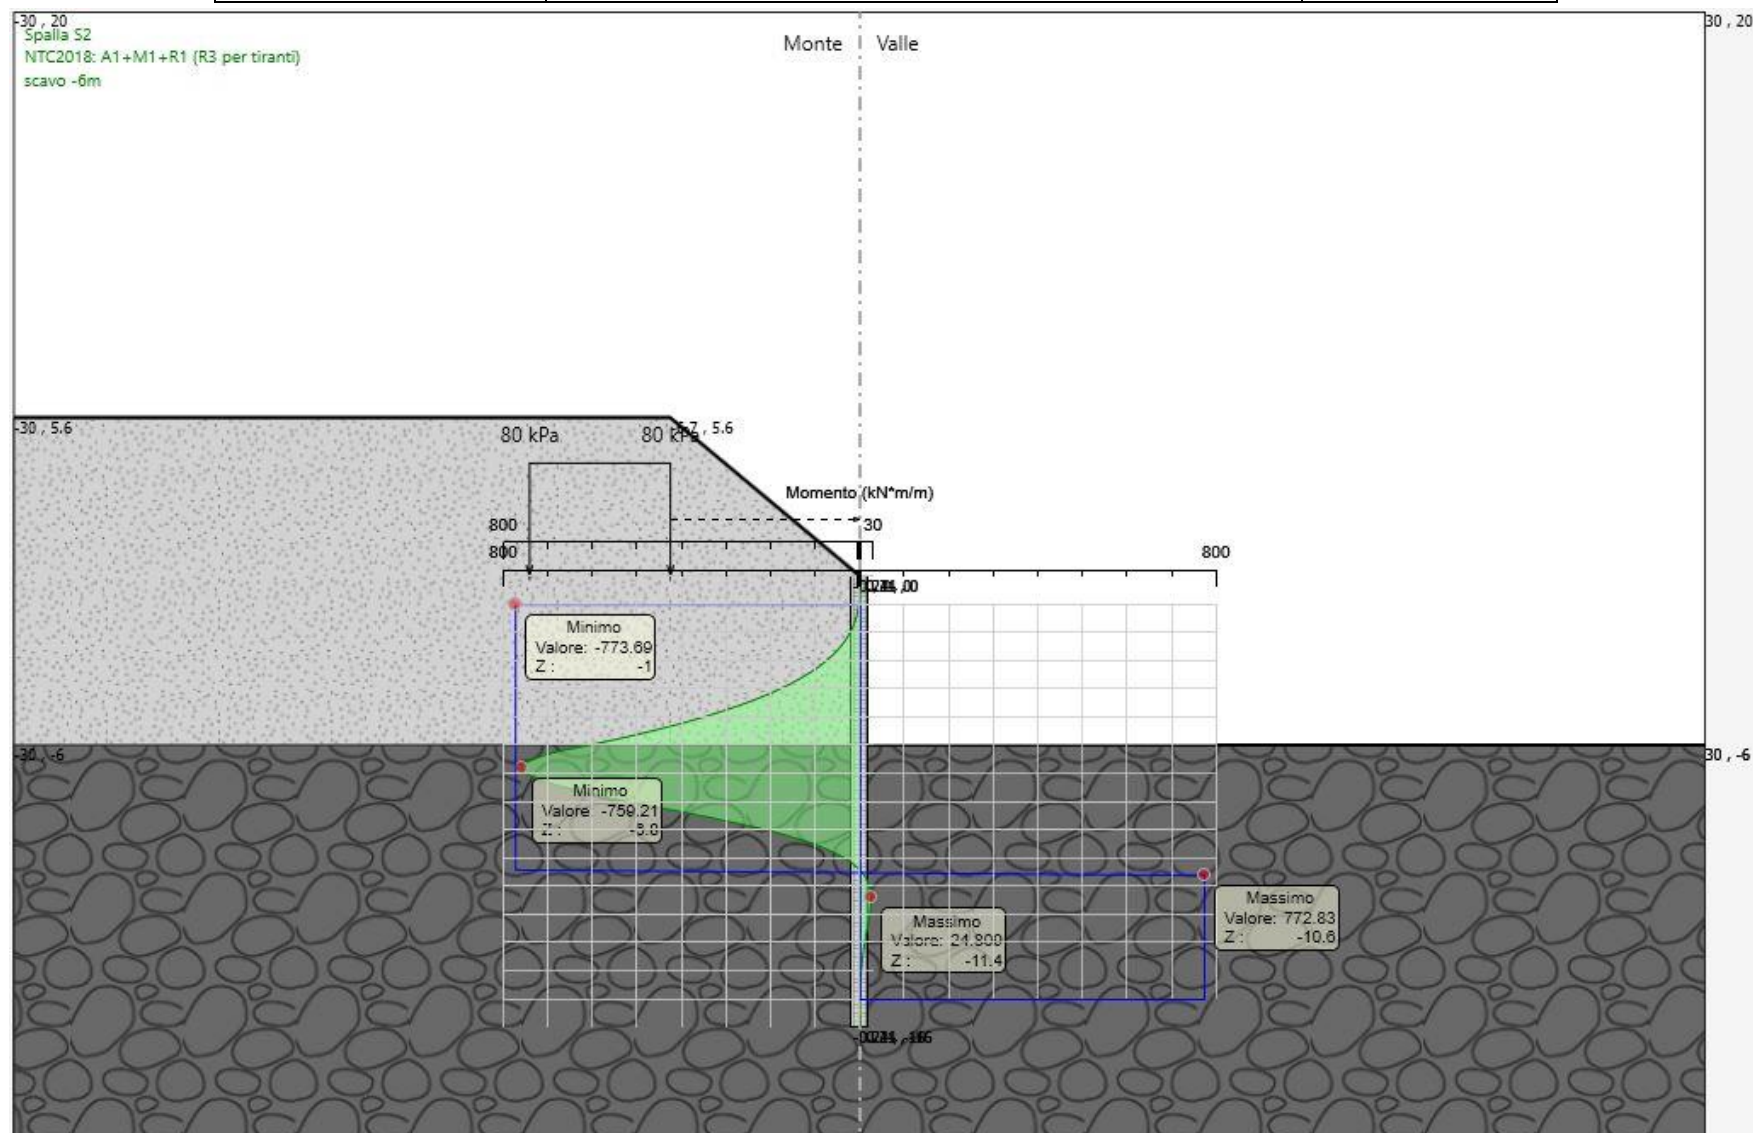 -30 , 20
30 , 20
Spalla S2
NTC2018: A1+M1+R1 (R3 per tiranti)
scavo -6m
Monte
Valle
-30 , 5.6
80 kPa
80 kPa
, 5.6
Momento (kN*m/m)
800
30
800
800
Minimo
Valore: -773.69
Z : -1
-30 , -6
30 , -6
Minimo
Valore: -759.21
Z :
Massimo
Valore: 24.800
Z : -11.4
Massimo
Valore: 772.83
Z : -10.6